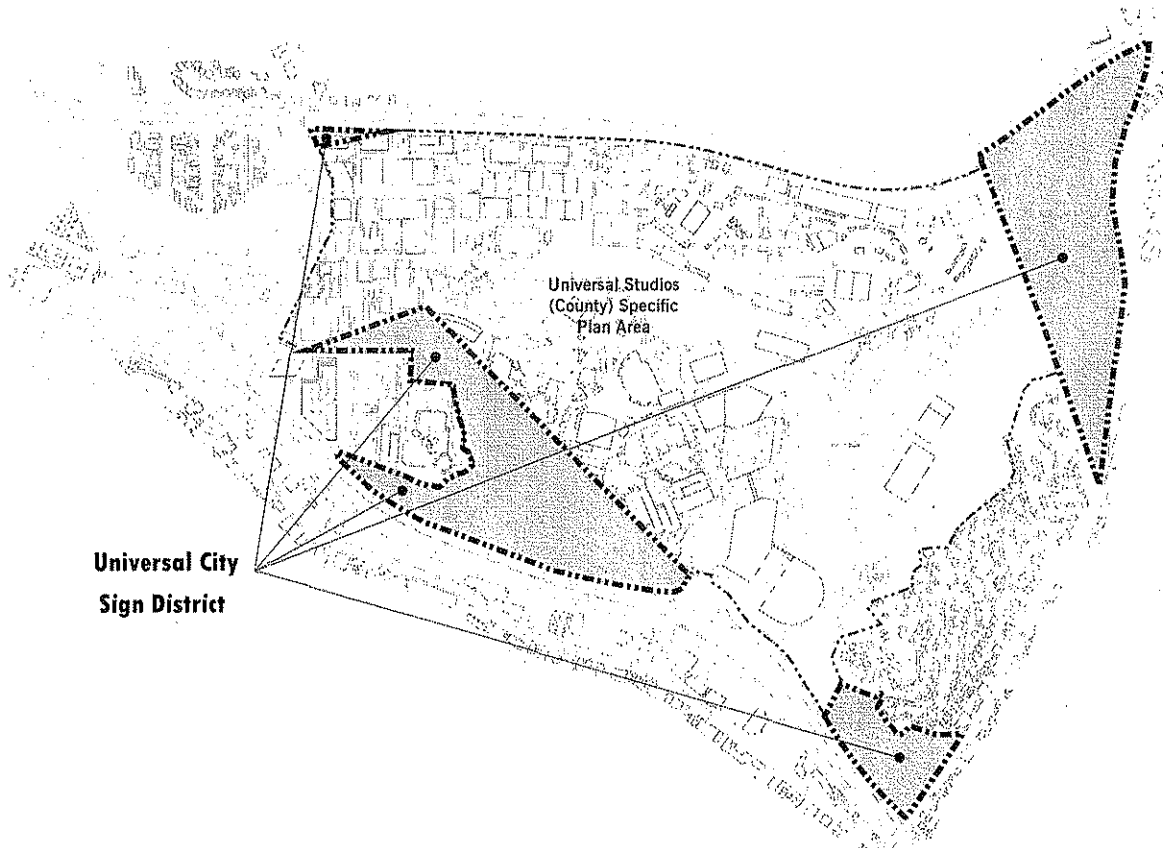 Universal Studios
(County) Specific
Plan Area
Universal City
Sign District